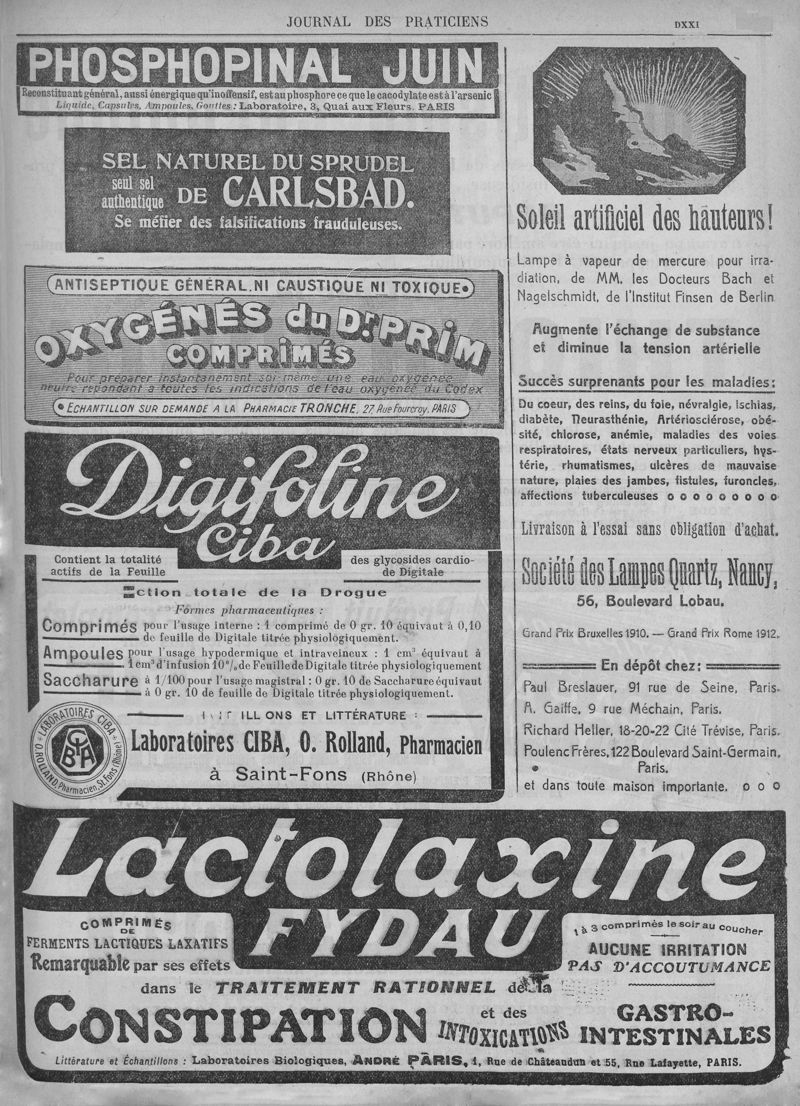 JOURNAL DES PRATICIENS
DXXI
PHOSPHOPINAL JUIN
Reconstituant général, aussi énergique qu'inoffensif, est au phosphore ce que le cacodylate est à l'arsenic
Liquide, Capsules, Ampoules, Gouttes : Laboratoire, 3, Quai aux Fleurs. PARIS
SEL NATUREL DU SPRUDEL
seul sel
authentique
DE CARLSBAD.
Se méfier des falsifications frauduleuses.
ANTISEPTIQUE GÉNÉRAL. NI CAUSTIQUE NI TOXIQUE
OXYGÉNÉS du Dr PRIM
COMPRIMÉS
Pour préparer instantanément soi-même une eau oxygénée
neutre répondant a toutes les indications de l'eau oxygénée du Codex
ECHANTILLON SUR DEMANDE A LA PHARMACIE TRONCHE, 27 Rue Fourcroy, PARIS
Digifoline
Ciba
Contient la totalité
actifs de la Feuille
des glycosides cardio-
de Digitale
ction totale de la Drogue
Formes pharmaceutiques :
Comprimés pour l'usage interne : 1 comprimé de 0 gr. 10 équivaut à 0,10
de feuille de Digitale titrée physiologiquement.
Ampoules pour l'usage hypodermique et intraveineux : 1 cm³ équivaut à
1 cm³ d'infusion 10% de Feuille de Digitale titrée physiologiquement
Saccharure à 1/100 pour l'usage magistral : 0 gr. 10 de Saccharure équivaut
à 0 gr. 10 de feuille de Digitale titrée physiologiquement.
ILLONS ET LITTÉRATURE :
Laboratoires CIBA, O. Rolland, Pharmacien
à Saint-Fons (Rhône)
LABORATOIRES CIBA
CIBA
O. ROLLAND, Pharmacien, St. Fons (Rhône)
Soleil artificiel des hauteurs!
Lampe à vapeur de mercure pour irra-
diation, de MM. les Docteurs Bach et
Nagelschmidt, de l'Institut Finsen de Berlin
Augmente l'échange de substance
et diminue la tension artérielle
Succès surprenants pour les maladies:
Du coeur, des reins, du foie, névralgie, ischias,
diabète, Neurasthénie, Artériosclérose, obé-
sité, chlorose, anémie, maladies des voies
respiratoires, états nerveux particuliers, hys-
térie, rhumatismes, ulcères de mauvaise
nature, plaies des jambes, fistules, furoncles,
affections tuberculeuses o o o o o o o o o
Livraison à l'essai sans obligation d'achat.
Société des Lampes Quartz, Nancy,
56, Boulevard Lobau.
Grand Prix Bruxelles 1910. — Grand Prix Rome 1912.
En dépôt chez:
Paul Breslauer, 91 rue de Seine, Paris.
A. Gaiffe, 9 rue Méchain, Paris.
Richard Heller, 18-20-22 Cité Trévise, Paris.
Poulenc Frères, 122 Boulevard Saint-Germain,
Paris.
et dans toute maison importante. o o o
Lactolaxine
FYDAU
COMPRIMÉS
DE
FERMENTS LACTIQUES LAXATIFS
Remarquable par ses effets
1 à 3 comprimés le soir au coucher
AUCUNE IRRITATION
PAS D'ACCOUTUMANCE
dans le TRAITEMENT RATIONNEL de la
CONSTIPATION et des INTOXICATIONS GASTRO-
INTESTINALES
Littérature et Échantillons : Laboratoires Biologiques, ANDRÉ PÂRIS, 4, Rue de Châteaudun et 55, Rue Lafayette, PARIS.